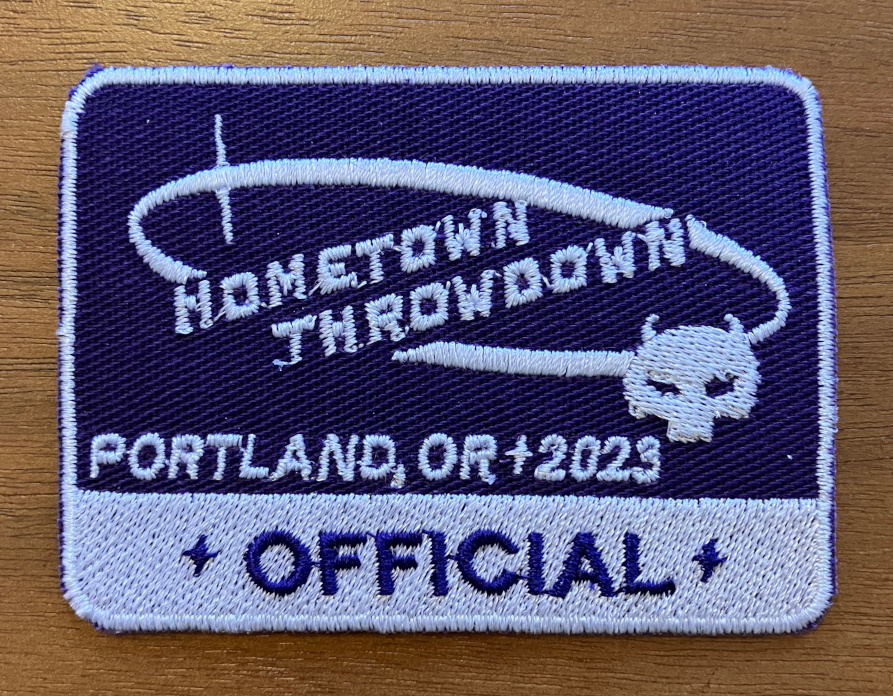 HOMETOWN
THROWDOWN
PORTLAND, OR + 2023
+ OFFICIAL +